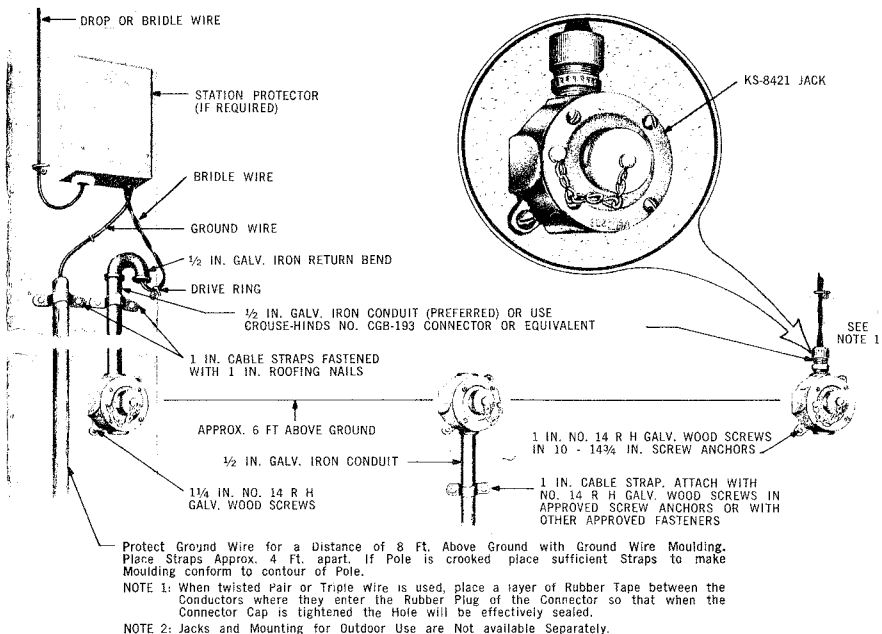 DROP OR BRIDLE WIRE
STATION PROTECTOR
(IF REQUIRED)
KS-8421 JACK
BRIDLE WIRE
GROUND WIRE
½ IN. GALV. IRON RETURN BEND
DRIVE RING
½ IN. GALV. IRON CONDUIT (PREFERRED) OR USE
CROUSE-HINDS NO. CGB-193 CONNECTOR OR EQUIVALENT
SEE
NOTE 1
1 IN. CABLE STRAPS FASTENED
WITH 1 IN. ROOFING NAILS
APPROX. 6 FT ABOVE GROUND
½ IN. GALV. IRON CONDUIT
1 IN. NO. 14 R H GALV. WOOD SCREWS
IN 10 - 14¾ IN. SCREW ANCHORS
1¼ IN. NO. 14 R H
GALV. WOOD SCREWS
1 IN. CABLE STRAP. ATTACH WITH
NO. 14 R H GALV. WOOD SCREWS IN
APPROVED SCREW ANCHORS OR WITH
OTHER APPROVED FASTENERS
Protect Ground Wire for a Distance of 8 Ft. Above Ground with Ground Wire Moulding.
Place Straps Approx. 4 Ft. apart. If Pole is crooked place sufficient Straps to make
Moulding conform to contour of Pole.
NOTE 1: When twisted Pair or Triple Wire is used, place a layer of Rubber Tape between the
Conductors where they enter the Rubber Plug of the Connector so that when the
Connector Cap is tightened the Hole will be effectively sealed.
NOTE 2: Jacks and Mounting for Outdoor Use are Not available Separately.